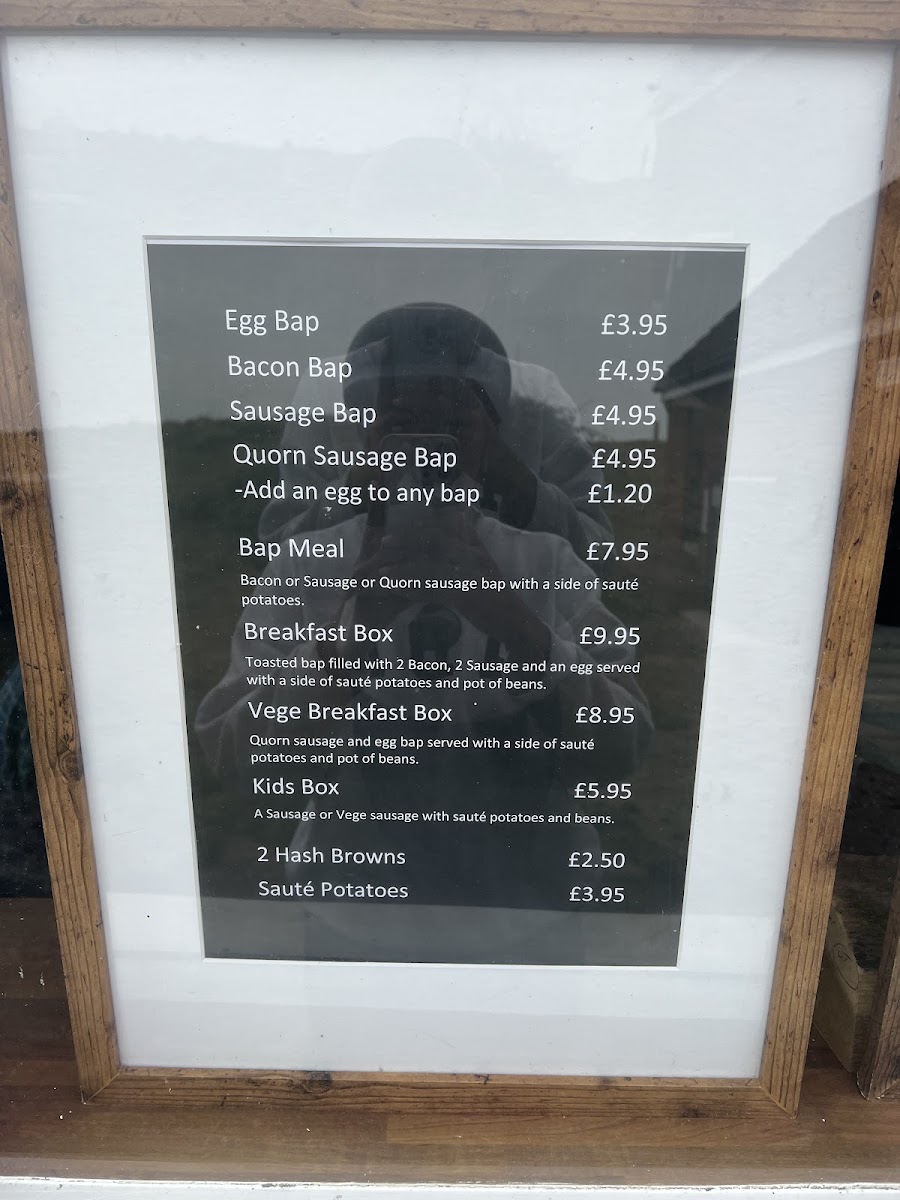 Egg Bap £3.95
Bacon Bap £4.95
Sausage Bap £4.95
Quorn Sausage Bap £4.95
-Add an egg to any bap £1.20
Bap Meal £7.95
Bacon or Sausage or Quorn sausage bap with a side of sauté
potatoes.
Breakfast Box £9.95
Toasted bap filled with 2 Bacon, 2 Sausage and an egg served
with a side of sauté potatoes and pot of beans.
Vege Breakfast Box £8.95
Quorn sausage and egg bap served with a side of sauté
potatoes and pot of beans.
Kids Box £5.95
A Sausage or Vege sausage with sauté potatoes and beans.
2 Hash Browns £2.50
Sauté Potatoes £3.95